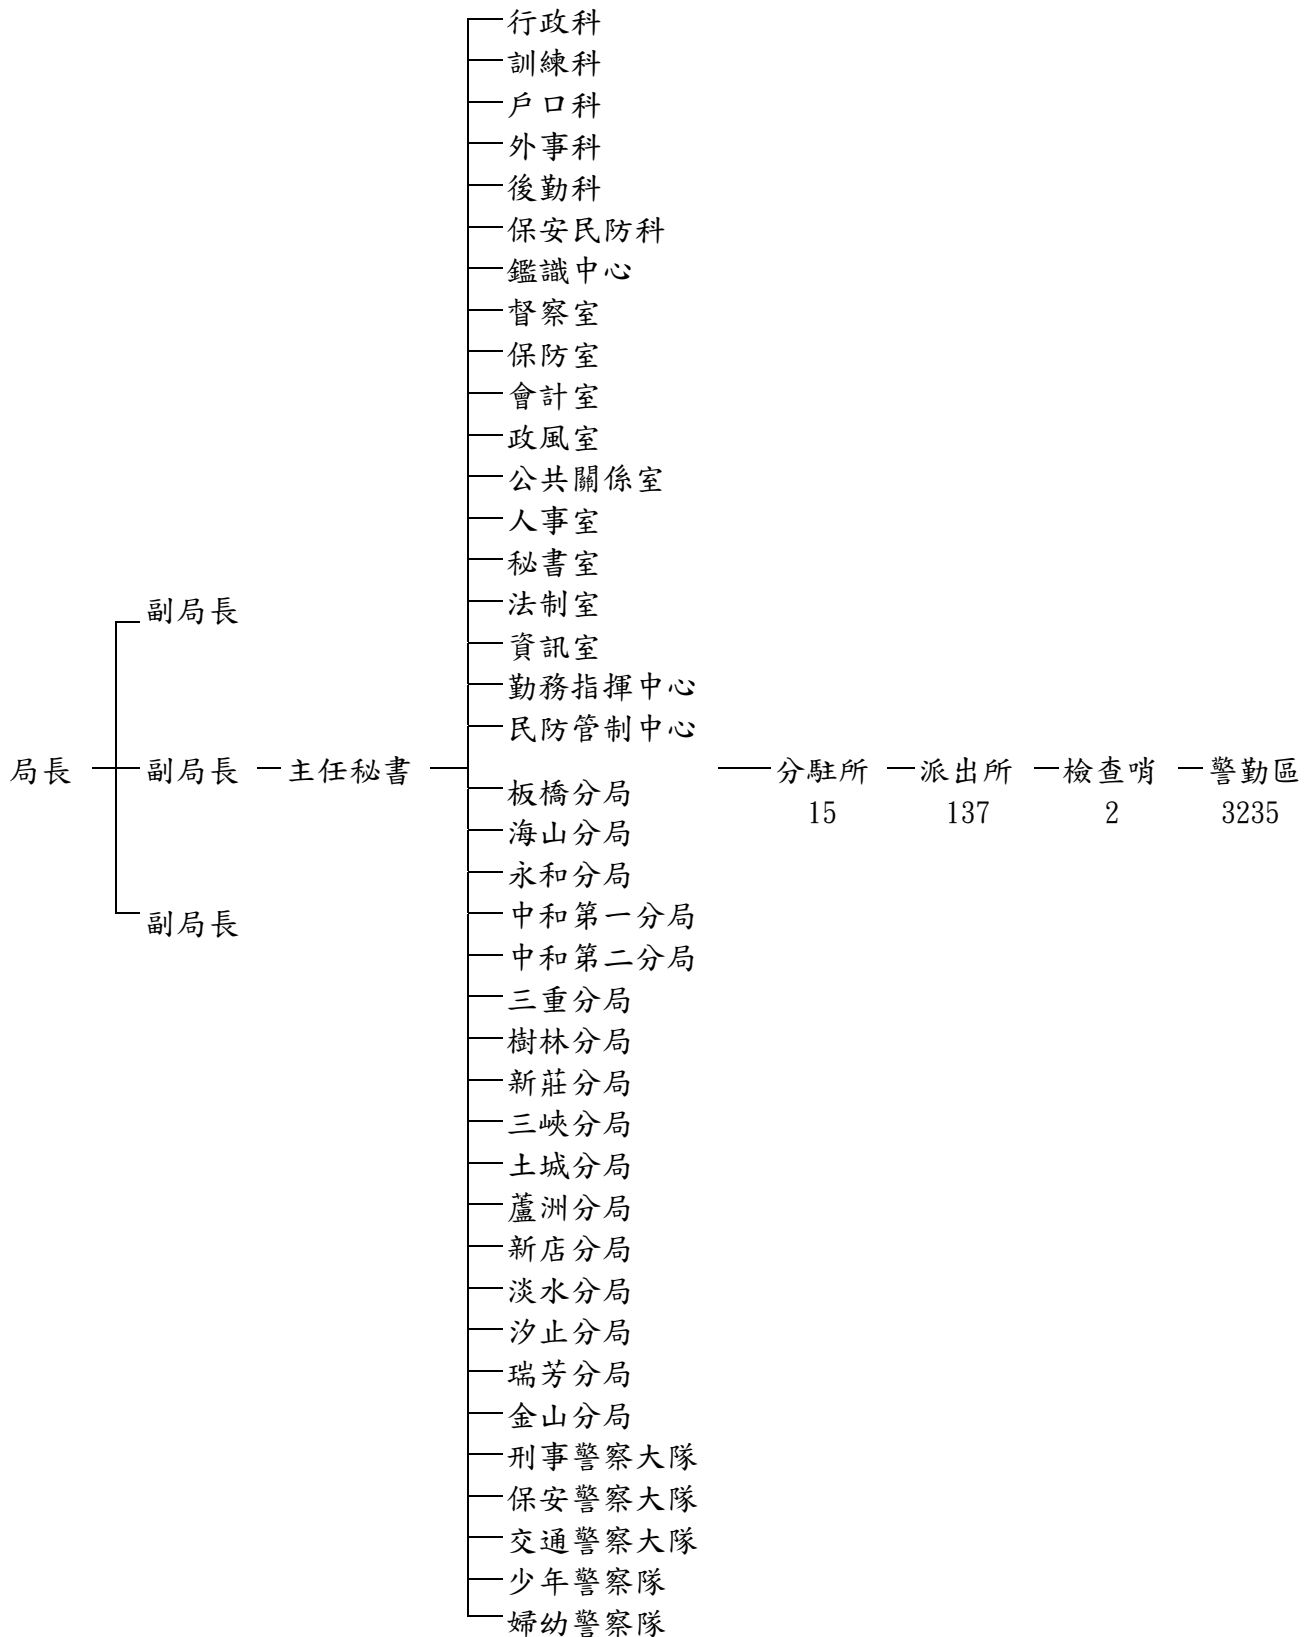 行政科
訓練科
戶口科
外事科
後勤科
保安民防科
鑑識中心
督察室
保防室
會計室
政風室
公共關係室
人事室
秘書室
法制室
資訊室
勤務指揮中心
民防管制中心
副局長
局長 副局長 主任秘書
副局長
板橋分局
海山分局
永和分局
中和第一分局
中和第二分局
三重分局
樹林分局
新莊分局
三峽分局
土城分局
蘆洲分局
新店分局
淡水分局
汐止分局
瑞芳分局
金山分局
刑事警察大隊
保安警察大隊
交通警察大隊
少年警察隊
婦幼警察隊
分駐所 派出所 檢查哨 警勤區
15 137 2 3235